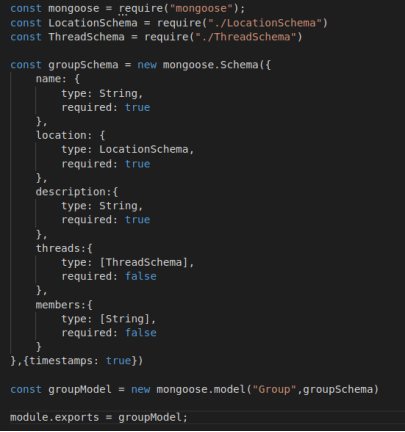 const mongoose = require("mongoose");
const LocationSchema = require("./LocationSchema")
const ThreadSchema = require("./ThreadSchema")
const groupSchema = new mongoose.Schema({
name: {
type: String,
required: true
},
location: {
type: LocationSchema,
required: true
},
description:{
type: String,
required: true
},
threads:{
type: [ThreadSchema],
required: false
},
members:{
type: [String],
required: false
}
},{timestamps: true})
const groupModel = new mongoose.model("Group",groupSchema)
module.exports = groupModel;